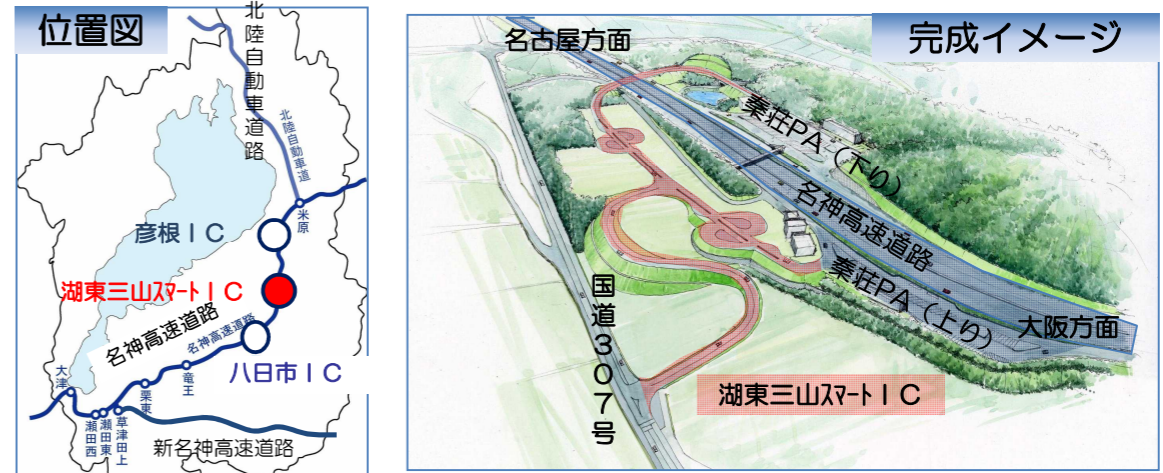 位置図
北陸自動車道路
北陸自動車道
米原
彦根ＩＣ
湖東三山ｽﾏｰﾄＩＣ
名神高速道路
名神高速道路
八日市ＩＣ
大津
瀬田西
瀬田東
草津田上
栗東
竜王
新名神高速道路
完成イメージ
名古屋方面
秦荘PA（下り）
名神高速道路
秦荘PA（上り）
大阪方面
国道３０７号
湖東三山ｽﾏｰﾄＩＣ